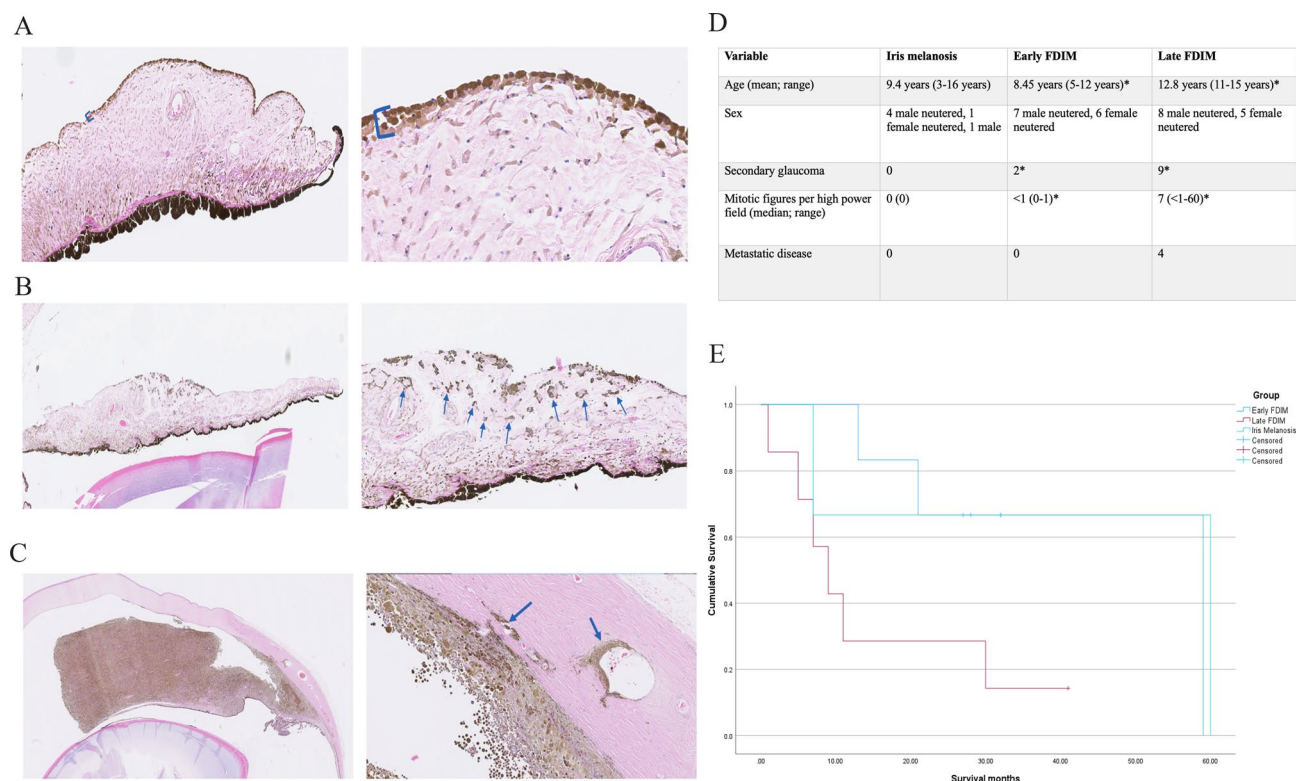 A
B
C
D
Variable Iris melanosis Early FDIM Late FDIM
Age (mean; range) 9.4 years (3-16 years) 8.45 years (5-12 years)* 12.8 years (11-15 years)*
Sex 4 male neutered, 1 7 male neutered, 6 female 8 male neutered, 5 female
female neutered, 1 male neutered neutered
Secondary glaucoma 0 2* 9*
Mitotic figures per high power 0 (0) <1 (0-1)* 7 (<1-60)*
field (median; range)
Metastatic disease 0 0 4
E
Group
Early FDIM
Late FDIM
Iris Melanosis
Censored
Censored
Censored
Cumulative Survival
1.0
0.8
0.6
0.4
0.2
0.0
.00 10.00 20.00 30.00 40.00 50.00 60.00
Survival months